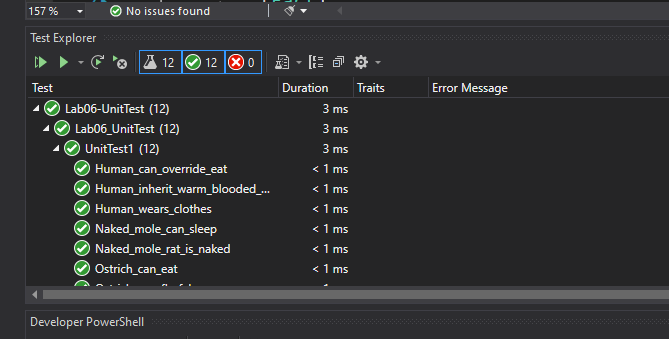 157 % No issues found
Test Explorer
12 12 0
Test Duration Traits Error Message
Lab06-UnitTest (12) 3 ms
Lab06_UnitTest (12) 3 ms
UnitTest1 (12) 3 ms
Human_can_override_eat < 1 ms
Human_inherit_warm_blooded_... < 1 ms
Human_wears_clothes < 1 ms
Naked_mole_can_sleep < 1 ms
Naked_mole_rat_is_naked < 1 ms
Ostrich_can_eat < 1 ms
Developer PowerShell